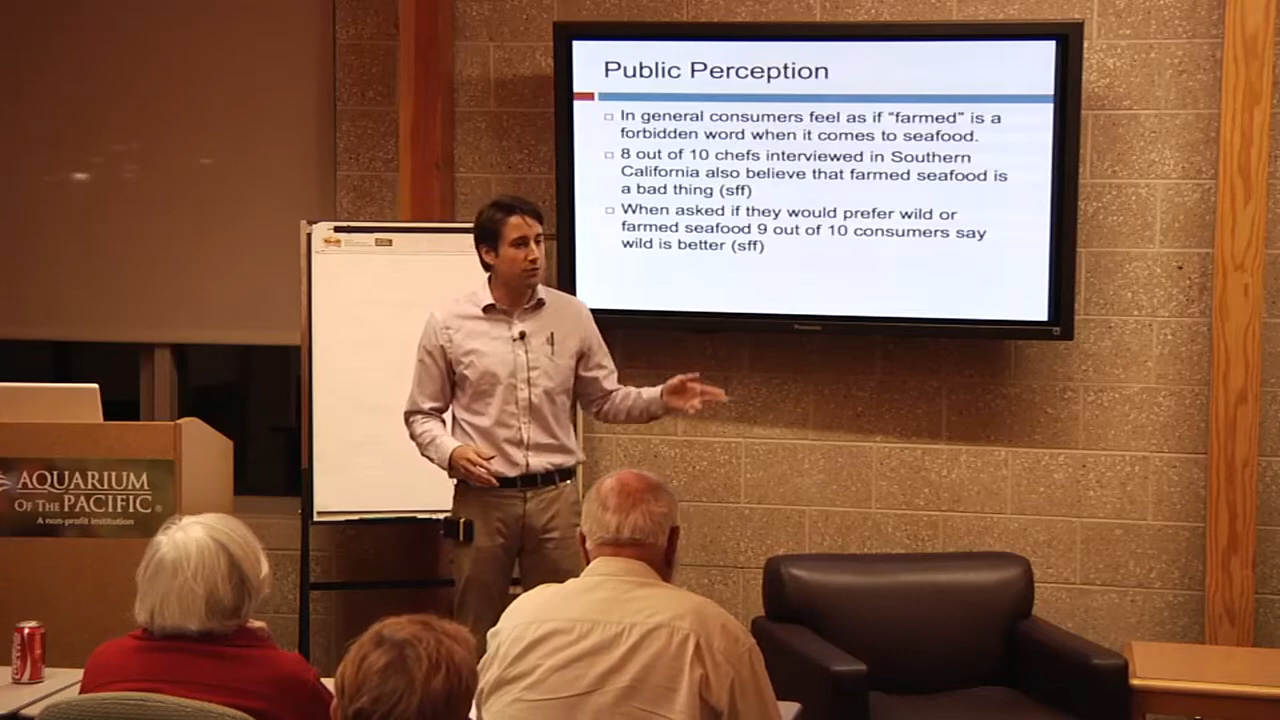 Public Perception
In general consumers feel as if “farmed” is a
forbidden word when it comes to seafood.
8 out of 10 chefs interviewed in Southern
California also believe that farmed seafood is
a bad thing (sff)
When asked if they would prefer wild or
farmed seafood 9 out of 10 consumers say
wild is better (sff)
Panasonic
AQUARIUM
OF THE PACIFIC®
A non-profit institution